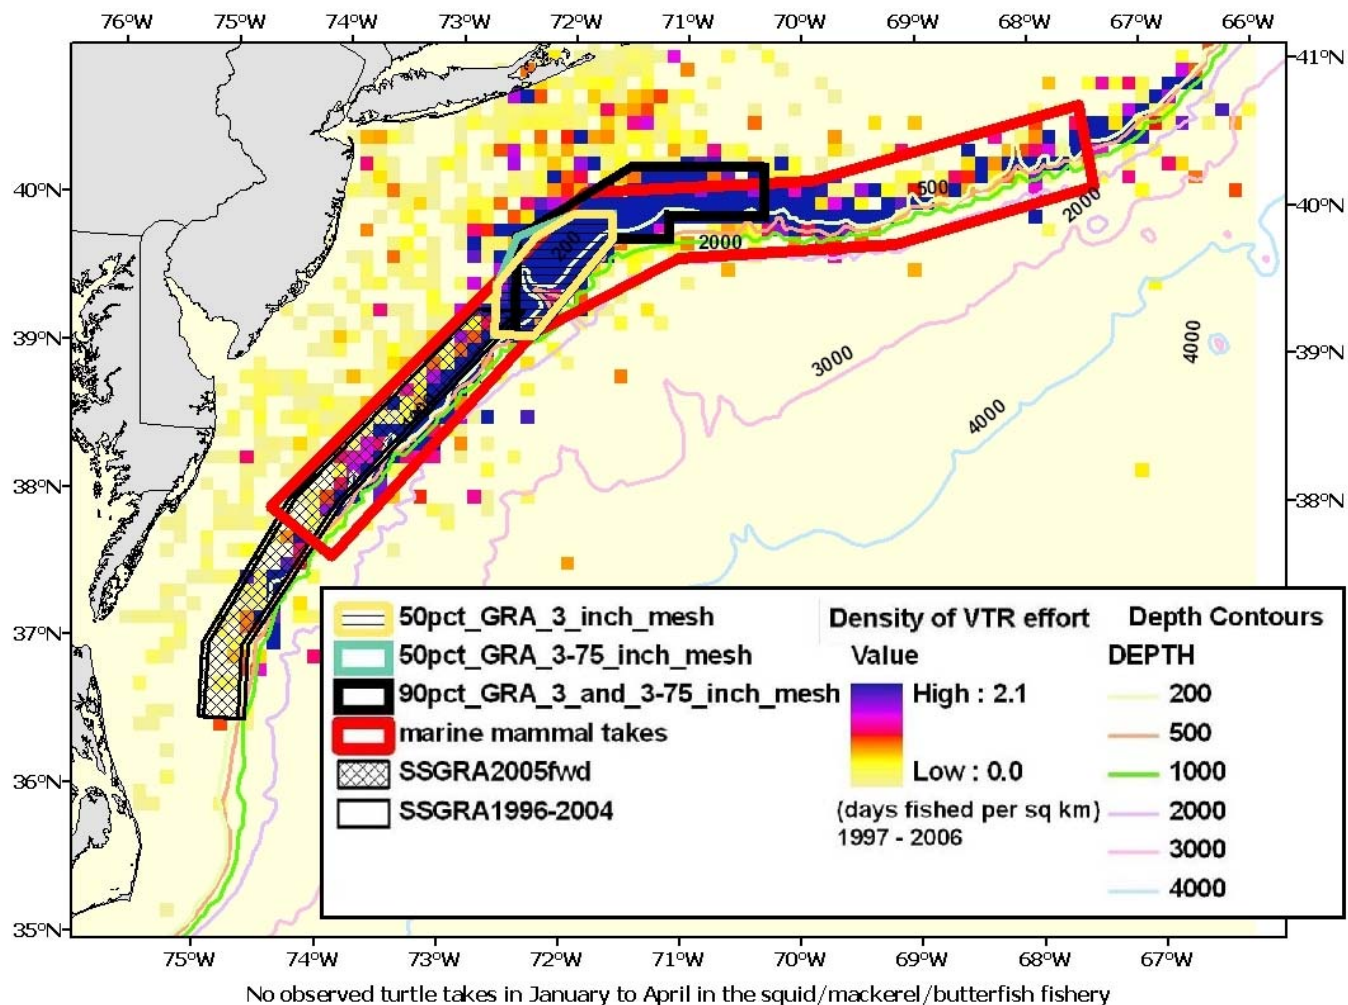 76°W 75°W 74°W 73°W 72°W 71°W 70°W 69°W 68°W 67°W 66°W
41°N
40°N
40°N
500
2000
200
2000
39°N
39°N
4000
3000
4000
38°N
38°N
37°N
36°N
35°N
50pct_GRA_3_inch_mesh
50pct_GRA_3-75_inch_mesh
90pct_GRA_3_and_3-75_inch_mesh
marine mammal takes
SSGRA2005fwd
SSGRA1996-2004
Density of VTR effort
Value
High : 2.1
Low : 0.0
(days fished per sq km)
1997 - 2006
Depth Contours
DEPTH
200
500
1000
2000
3000
4000
75°W 74°W 73°W 72°W 71°W 70°W 69°W 68°W 67°W
No observed turtle takes in January to April in the squid/mackerel/butterfish fishery